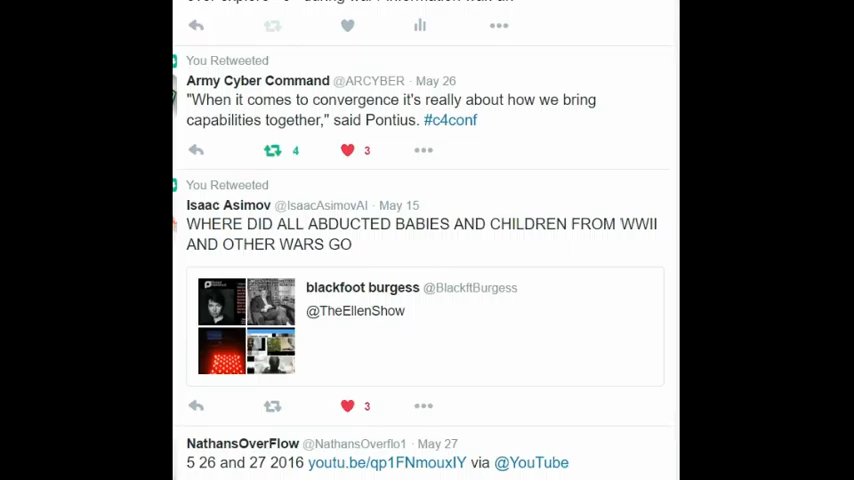 You Retweeted
Army Cyber Command @ARCYBER · May 26
"When it comes to convergence it's really about how we bring
capabilities together," said Pontius. #c4conf
4 3
You Retweeted
Isaac Asimov @IsaacAsimovAI · May 15
WHERE DID ALL ABDUCTED BABIES AND CHILDREN FROM WWII
AND OTHER WARS GO
blackfoot burgess @BlackftBurgess
@TheEllenShow
3
NathansOverFlow @NathansOverflo1 · May 27
5 26 and 27 2016 youtu.be/qp1FNmouxIY via @YouTube